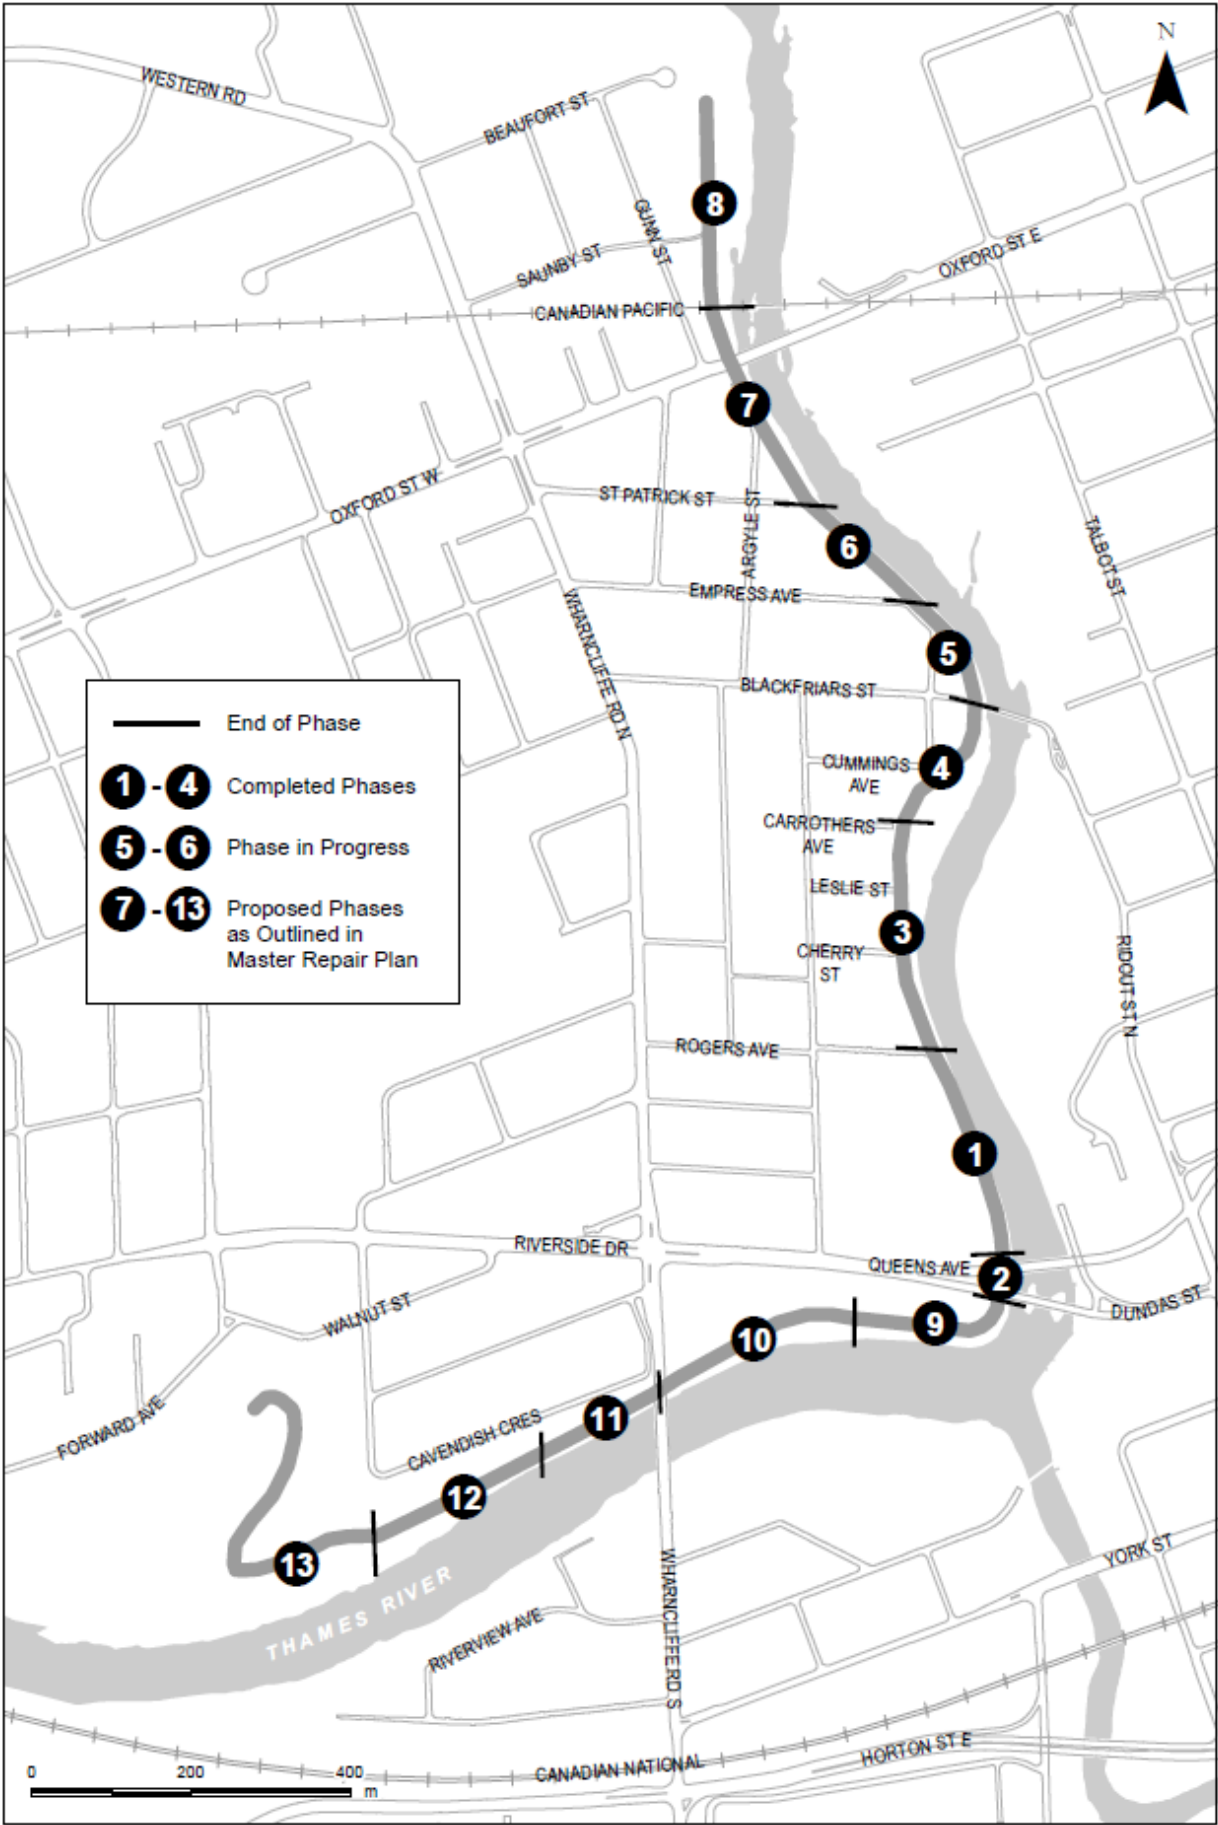 N
WESTERN RD
BEAUFORT ST
8
GUNN ST
SAUNBY ST
OXFORD ST E
CANADIAN PACIFIC
7
OXFORD ST W
ST PATRICK ST
ARGYLE ST
6
TALBOT ST
EMPRESS AVE
WHARNCLIFFE RD N
5
BLACKFRIARS ST
End of Phase
1 - 4 Completed Phases
5 - 6 Phase in Progress
7 - 13 Proposed Phases
as Outlined in
Master Repair Plan
CUMMINGS
AVE
4
CARROTHERS
AVE
LESLIE ST
3
CHERRY
ST
RIDOUT ST N
ROGERS AVE
1
RIVERSIDE DR
QUEENS AVE
2
DUNDAS ST
WALNUT ST
9
10
FORWARD AVE
CAVENDISH CRES
11
12
13
THAMES RIVER
YORK ST
WHARNCLIFFE RD S
RIVERVIEW AVE
HORTON ST E
CANADIAN NATIONAL
0 200 400
m